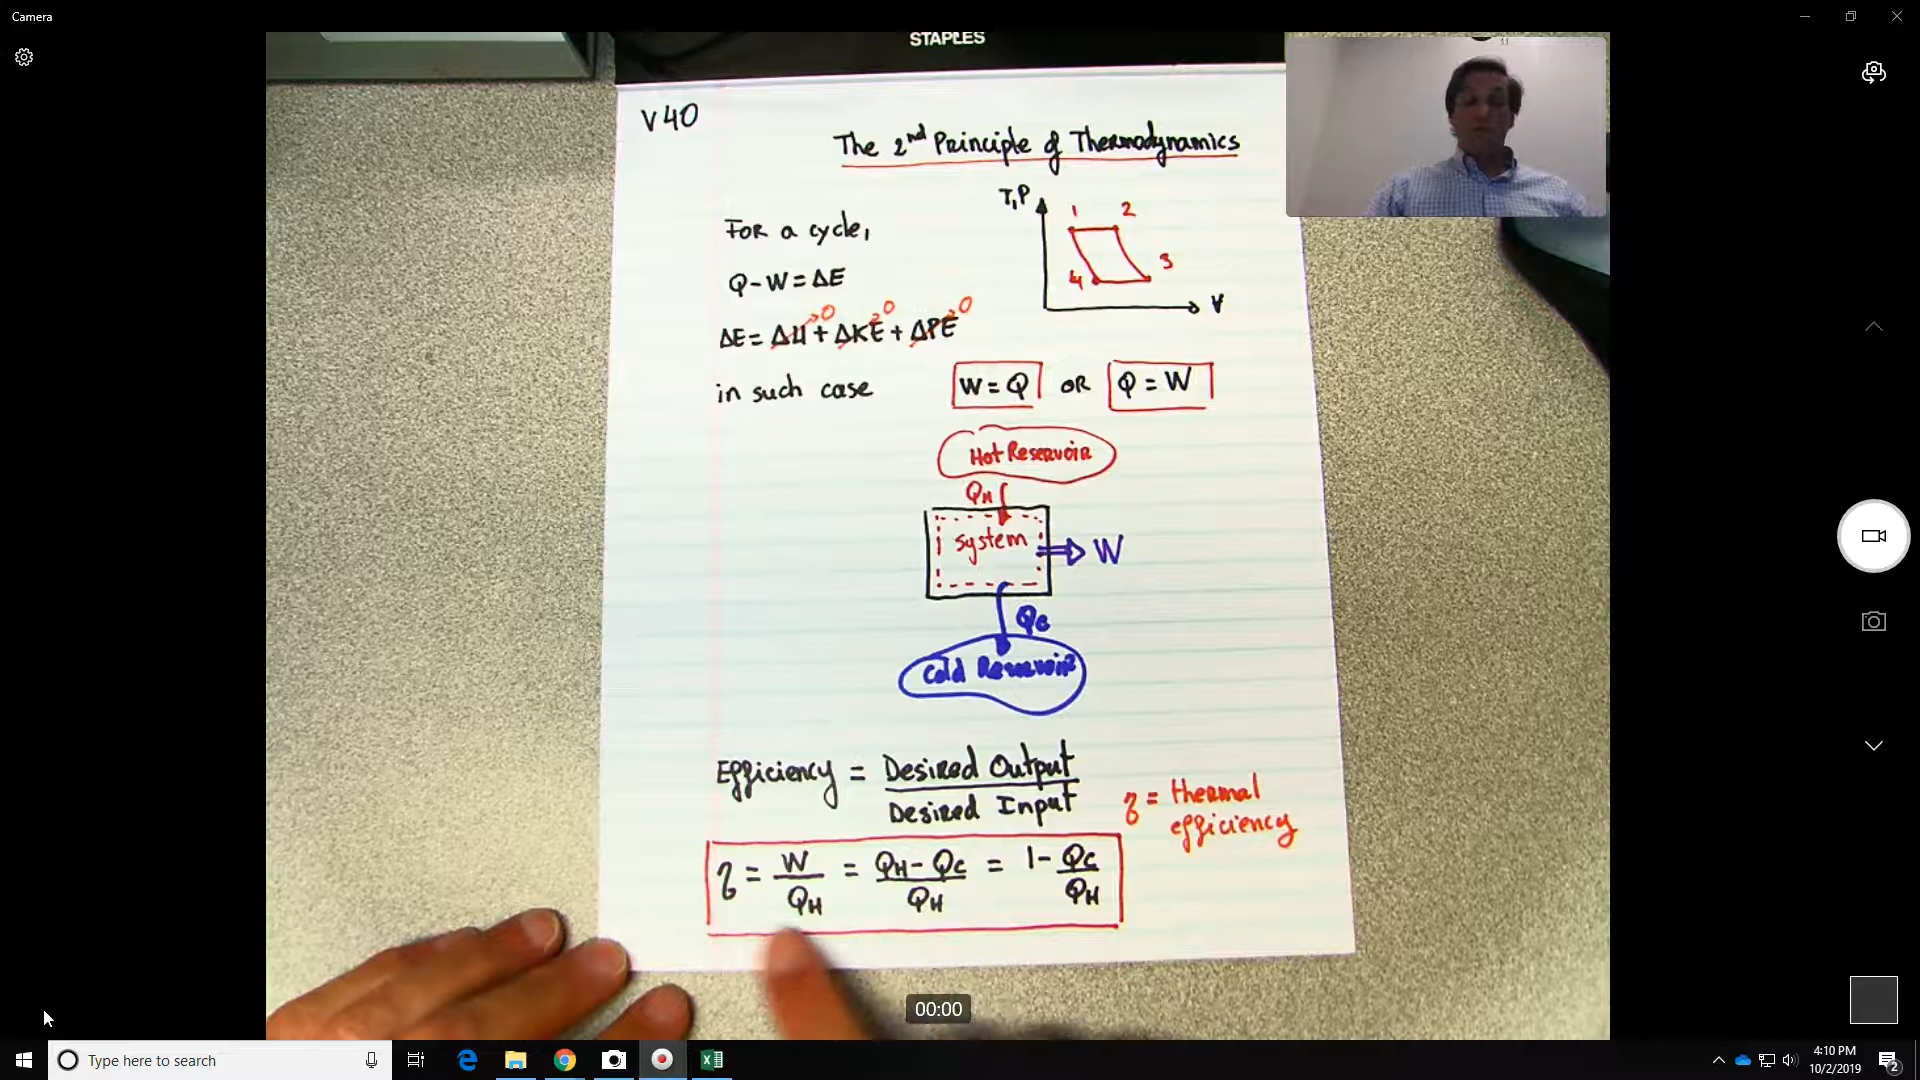 Camera
STAPLES
V40
The 2nd Principle of Thermodynamics
T,P
1 2
3
4
V
For a cycle,
Q-W=ΔE
ΔE = ΔU→0 + ΔKE→0 + ΔPE→0
in such case W=Q OR Q=W
Hot Reservoir
QH
system
W
QC
Cold Reservoir
Efficiency = Desired Output / Desired Input
η = thermal
efficiency
η = W/QH = QH-QC/QH = 1-QC/QH
00:00
Type here to search
4:10 PM
10/2/2019
2